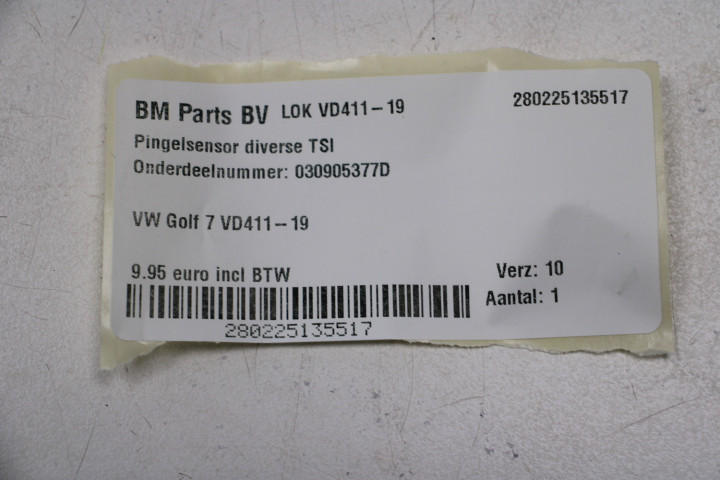 BM Parts BV LOK VD411-19 280225135517
Pingelsensor diverse TSI
Onderdeelnummer: 030905377D
VW Golf 7 VD411-19
9.95 euro incl BTW Verz: 10
Aantal: 1
280225135517